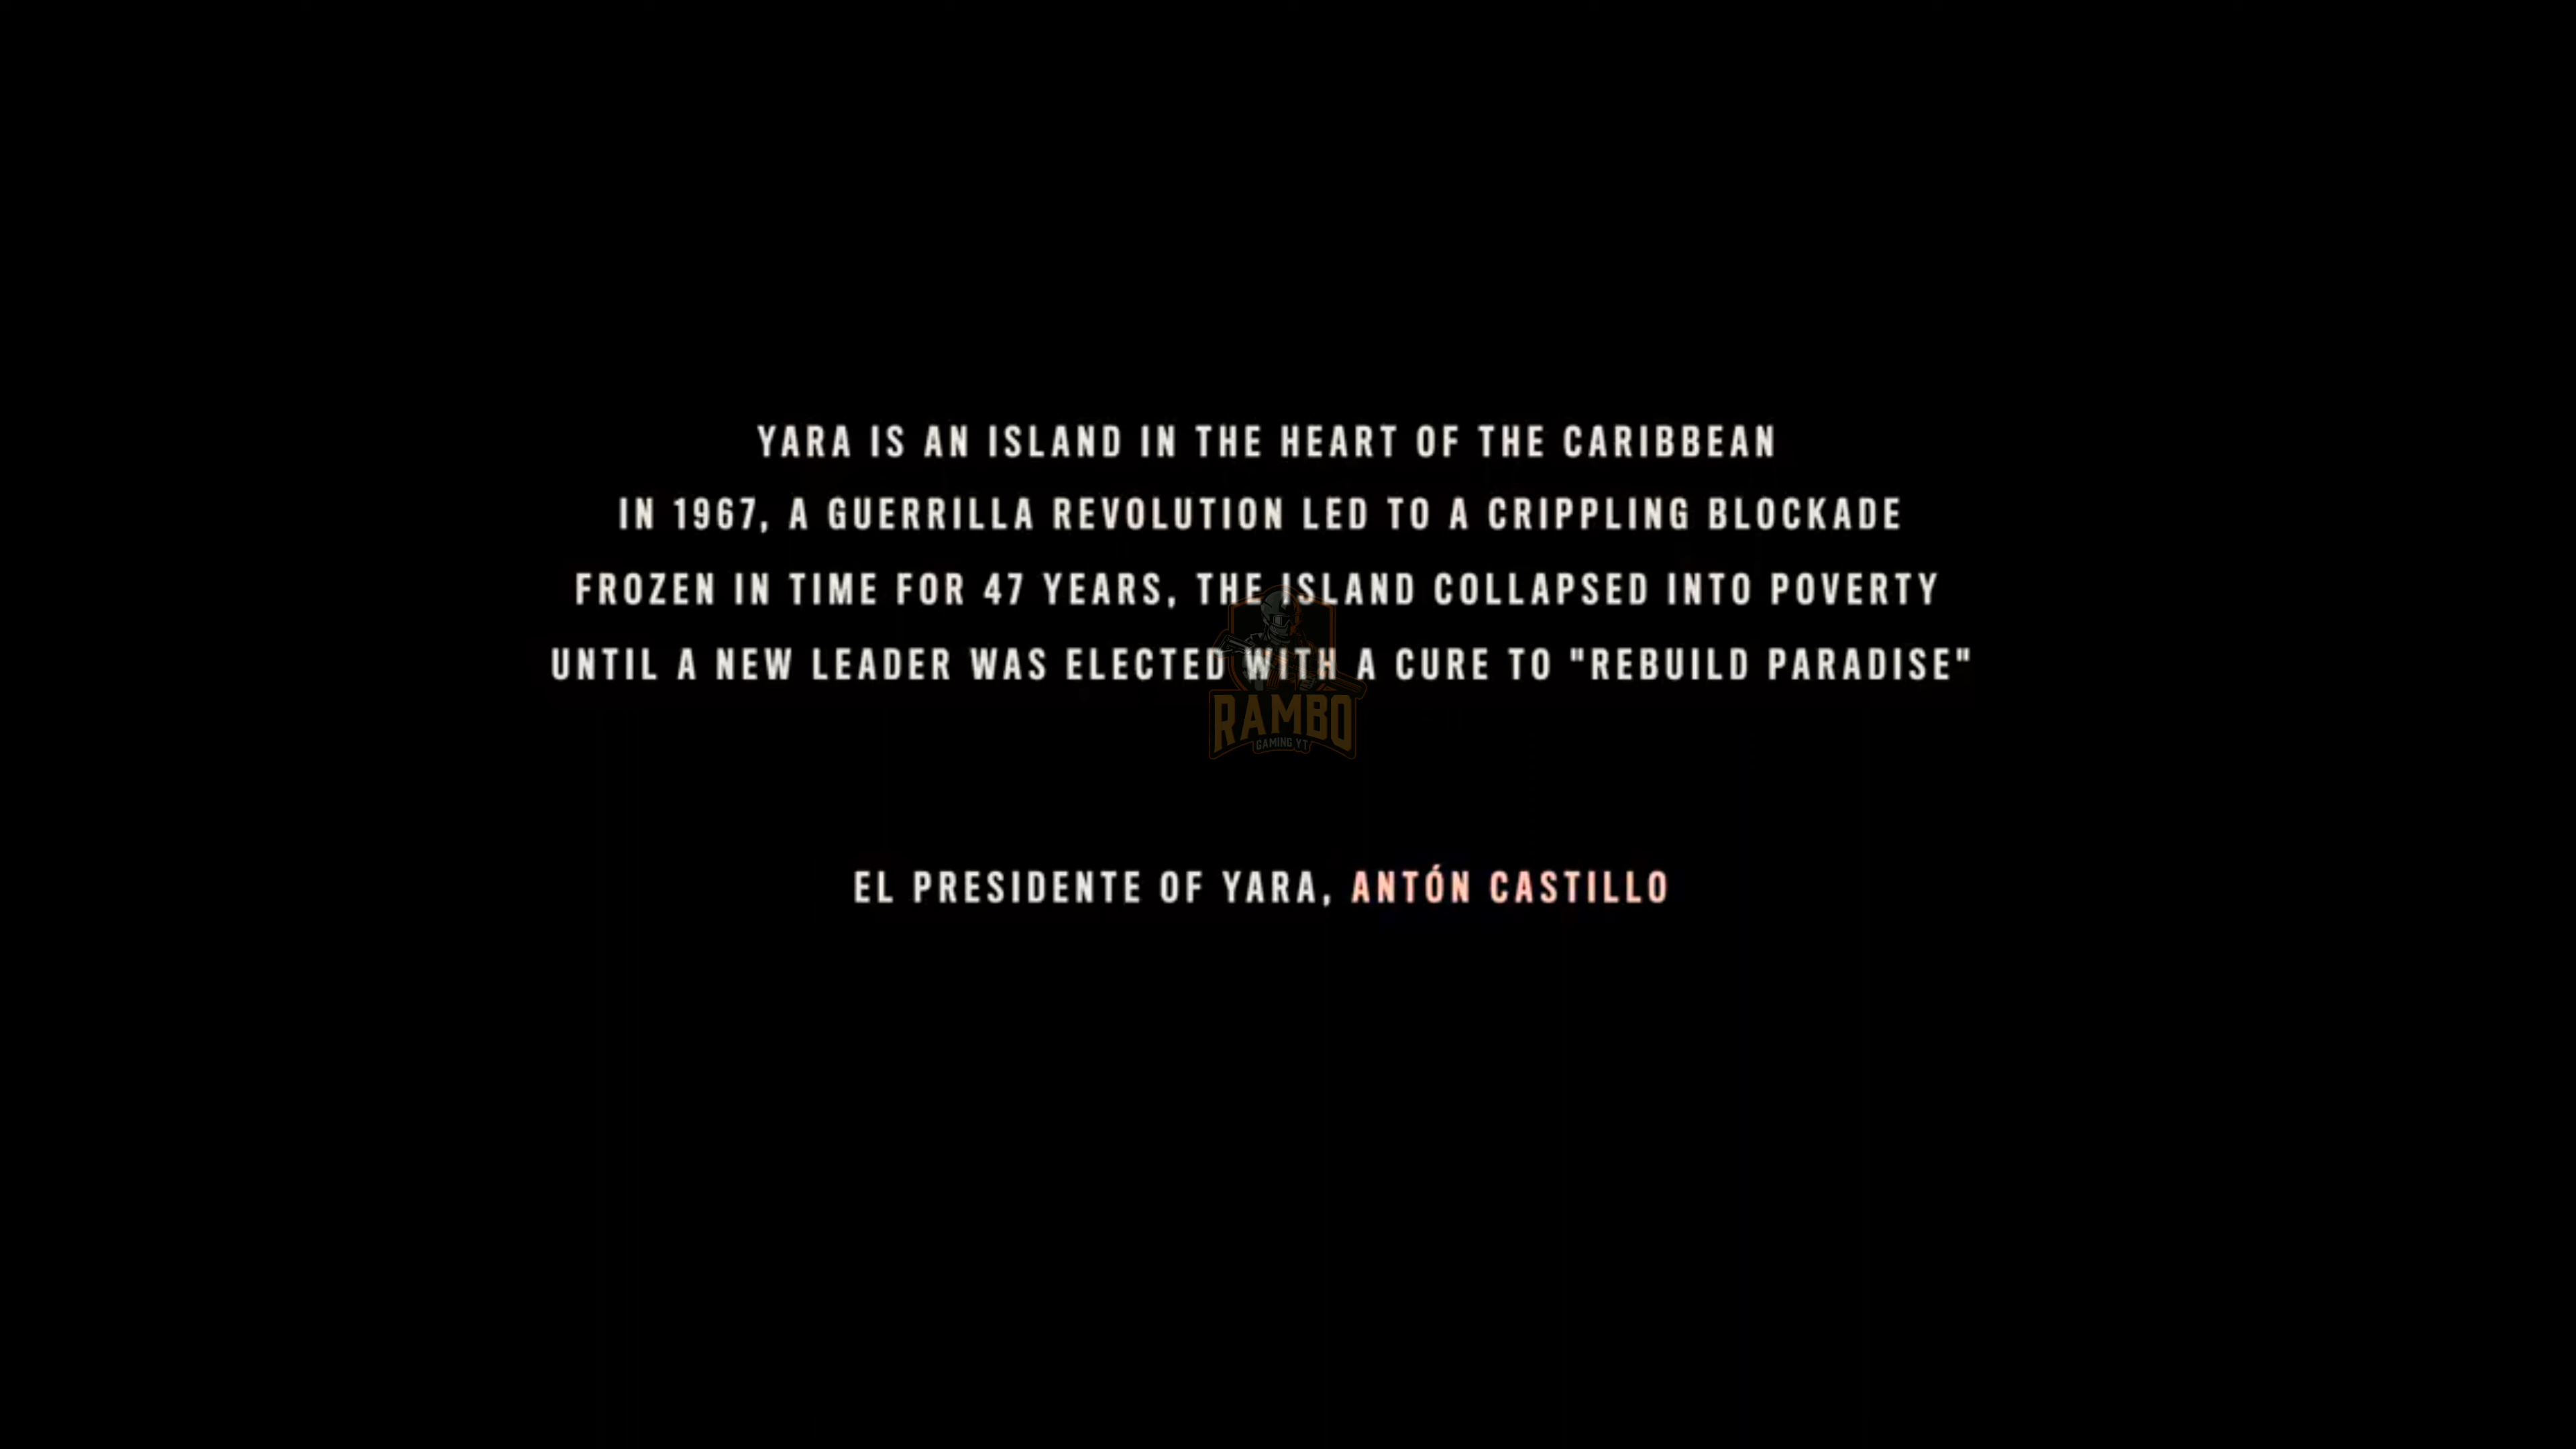 YARA IS AN ISLAND IN THE HEART OF THE CARIBBEAN
IN 1967, A GUERRILLA REVOLUTION LED TO A CRIPPLING BLOCKADE
FROZEN IN TIME FOR 47 YEARS, THE ISLAND COLLAPSED INTO POVERTY
UNTIL A NEW LEADER WAS ELECTED WITH A CURE TO "REBUILD PARADISE"
RAMBO
GAMING YT
EL PRESIDENTE OF YARA, ANTÓN CASTILLO